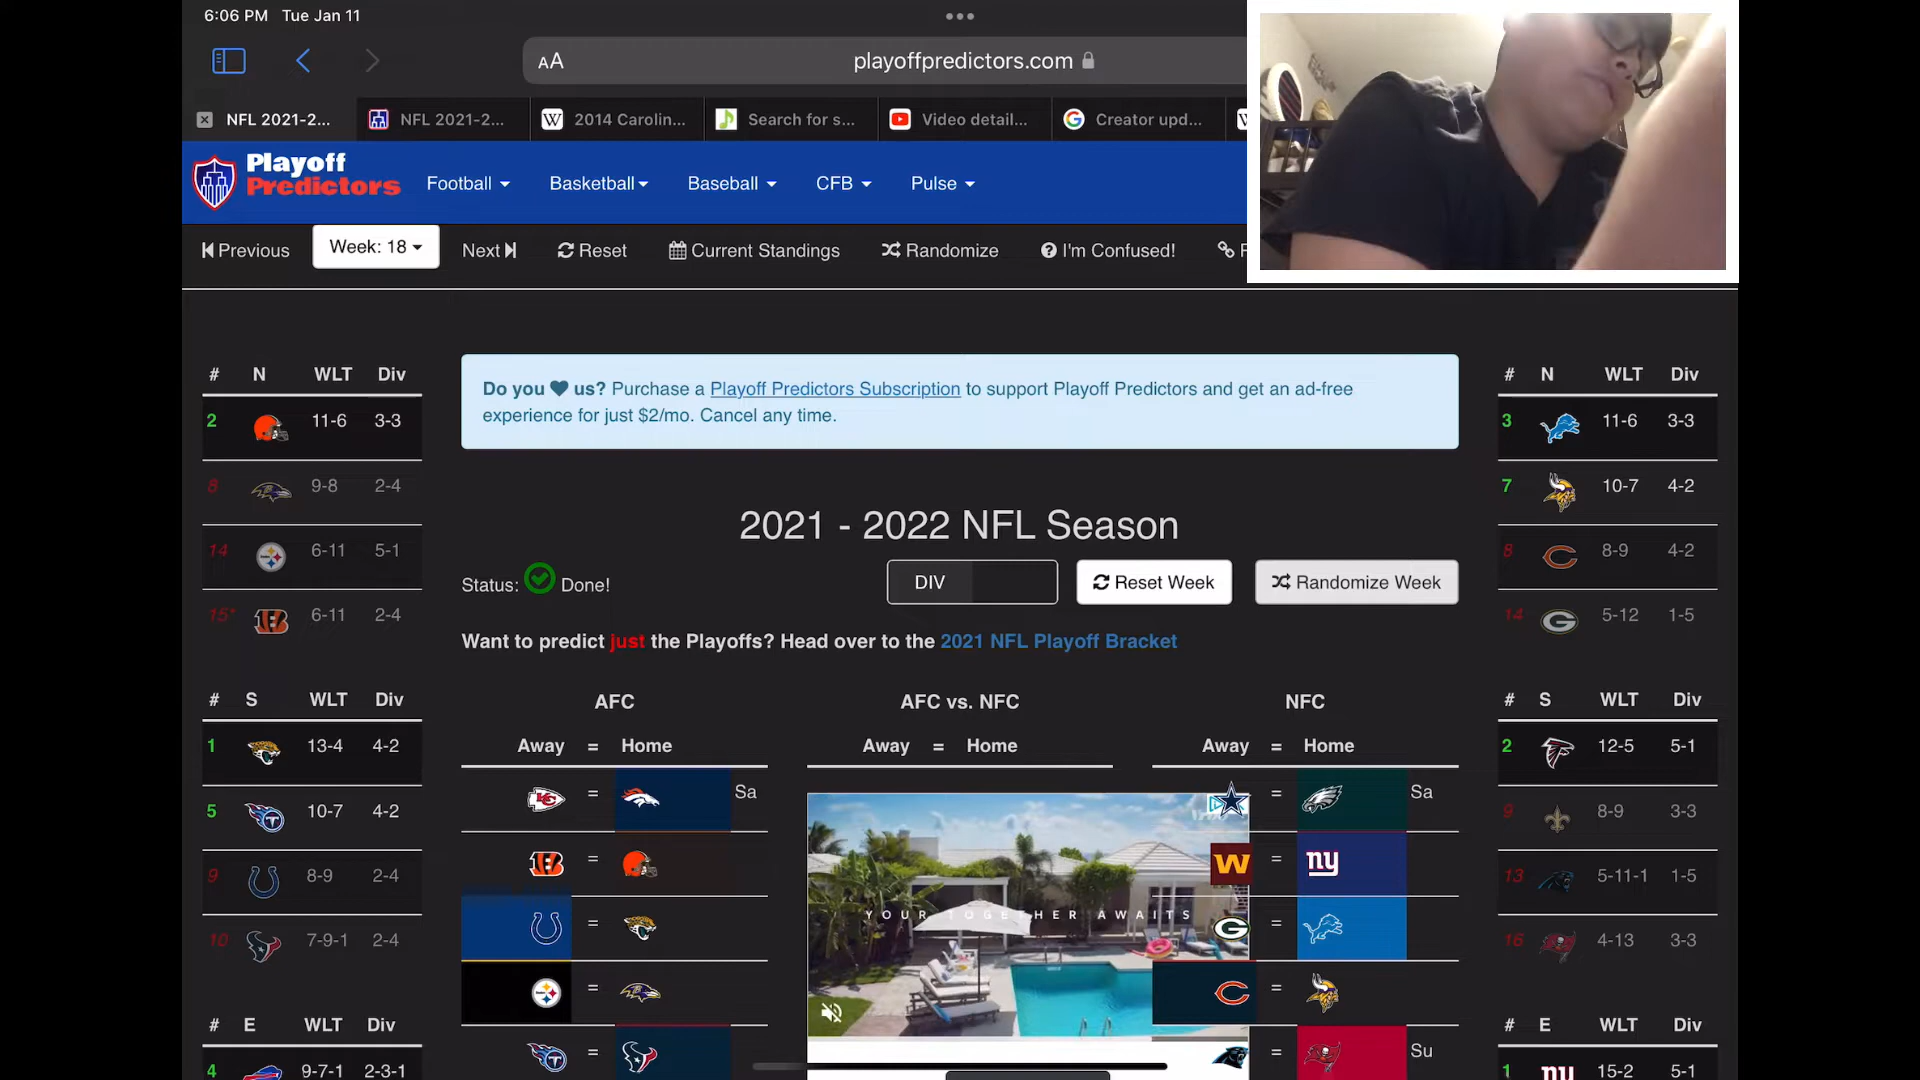 6:06 PM Tue Jan 11
AA playoffpredictors.com
NFL 2021-2... NFL 2021-2... 2014 Carolin... Search for s... Video detail... Creator upd...
Playoff Predictors Football Basketball Baseball CFB Pulse
Previous Week: 18 Next Reset Current Standings Randomize I'm Confused!
# N WLT Div
2 11-6 3-3
8 9-8 2-4
14 6-11 5-1
15* 6-11 2-4
# S WLT Div
1 13-4 4-2
5 10-7 4-2
9 8-9 2-4
10 7-9-1 2-4
# E WLT Div
4 9-7-1 2-3-1
Do you us? Purchase a Playoff Predictors Subscription to support Playoff Predictors and get an ad-free
experience for just $2/mo. Cancel any time.
2021 - 2022 NFL Season
Status: Done! DIV Reset Week Randomize Week
Want to predict just the Playoffs? Head over to the 2021 NFL Playoff Bracket
AFC AFC vs. NFC NFC
Away = Home Away = Home Away = Home
= Sa = Sa
= W = ny
= G =
YOUR TOGETHER AWAITS
= C =
= = Su
# N WLT Div
3 11-6 3-3
7 10-7 4-2
8 8-9 4-2
14 5-12 1-5
# S WLT Div
2 12-5 5-1
9 8-9 3-3
13 5-11-1 1-5
16 4-13 3-3
# E WLT Div
1 ny 15-2 5-1